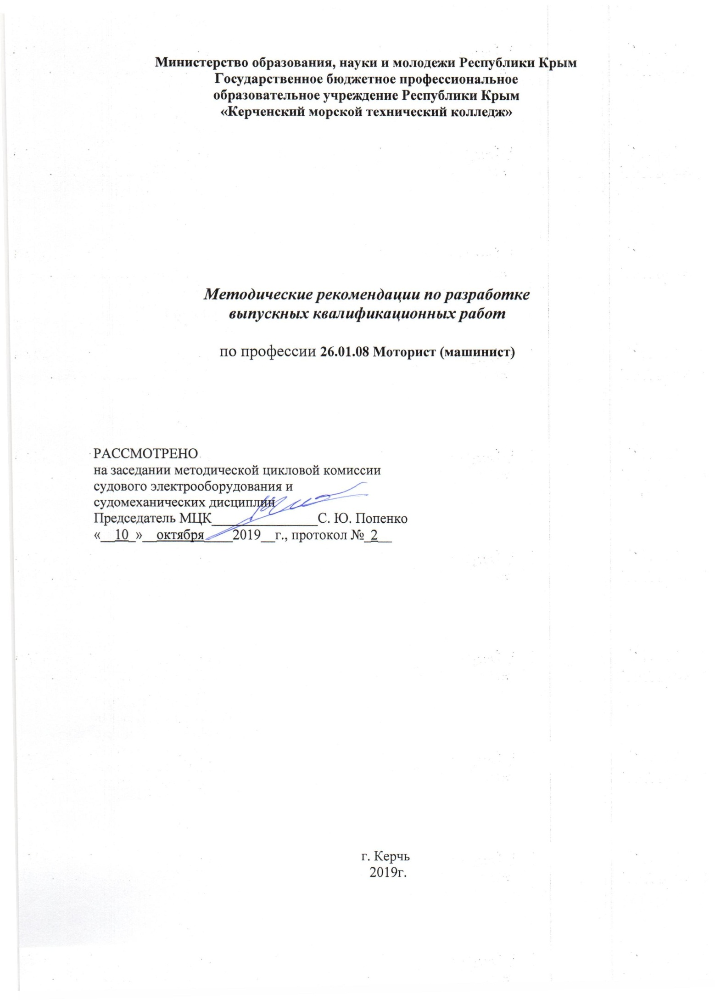 Министерство образования, науки и молодежи Республики Крым
Государственное бюджетное профессиональное
образовательное учреждение Республики Крым
«Керченский морской технический колледж»
Методические рекомендации по разработке
выпускных квалификационных работ
по профессии 26.01.08 Моторист (машинист)
РАССМОТРЕНО
на заседании методической цикловой комиссии
судового электрооборудования и
судомеханических дисциплин
Председатель МЦК_______________С. Ю. Попенко
«__10_»__октября____2019__г., протокол №_2__
г. Керчь
2019г.